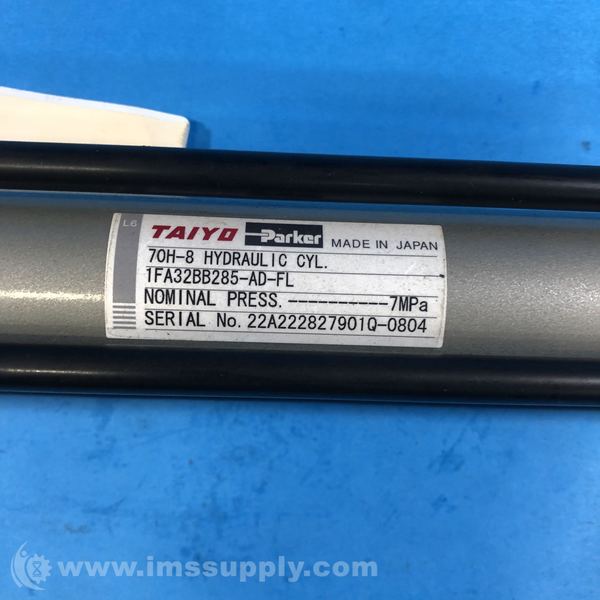 L6 TAIYO Parker MADE IN JAPAN
70H-8 HYDRAULIC CYL.
1FA32BB285-AD-FL
NOMINAL PRESS.----------7MPa
SERIAL No. 22A222827901Q-0804
www.imssupply.com